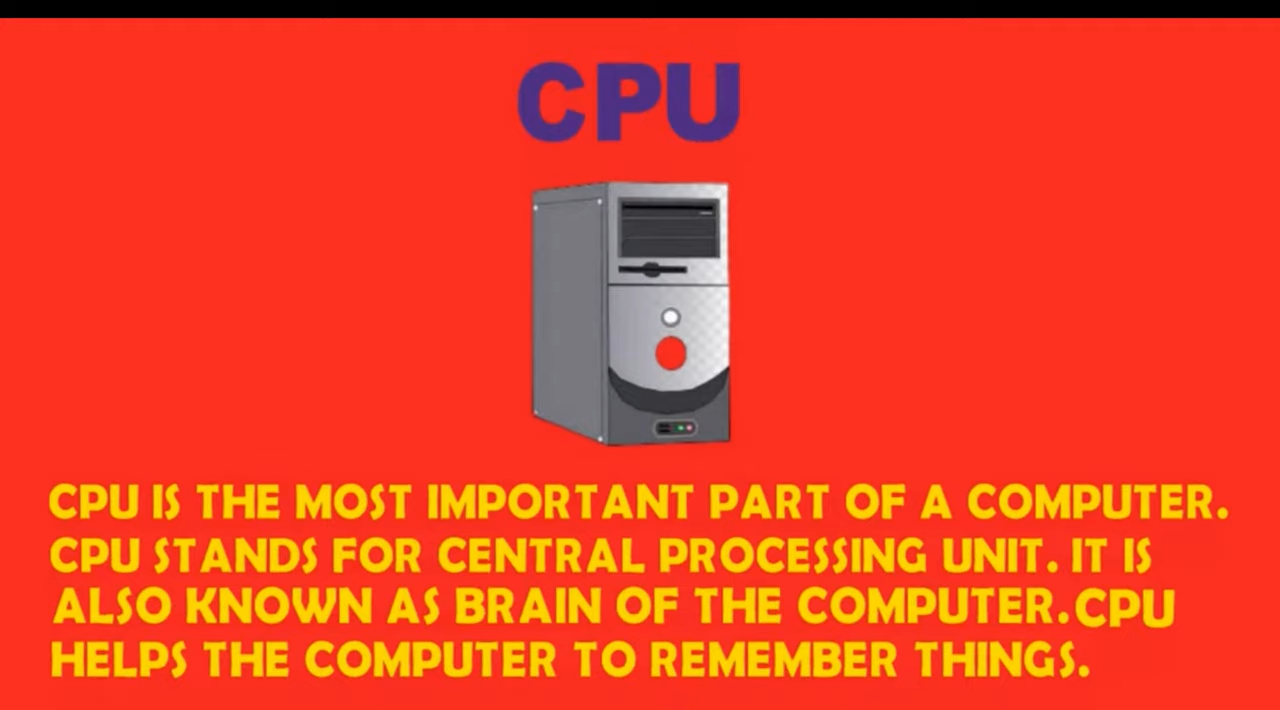 CPU
CPU IS THE MOST IMPORTANT PART OF A COMPUTER.
CPU STANDS FOR CENTRAL PROCESSING UNIT. IT IS
ALSO KNOWN AS BRAIN OF THE COMPUTER. CPU
HELPS THE COMPUTER TO REMEMBER THINGS.